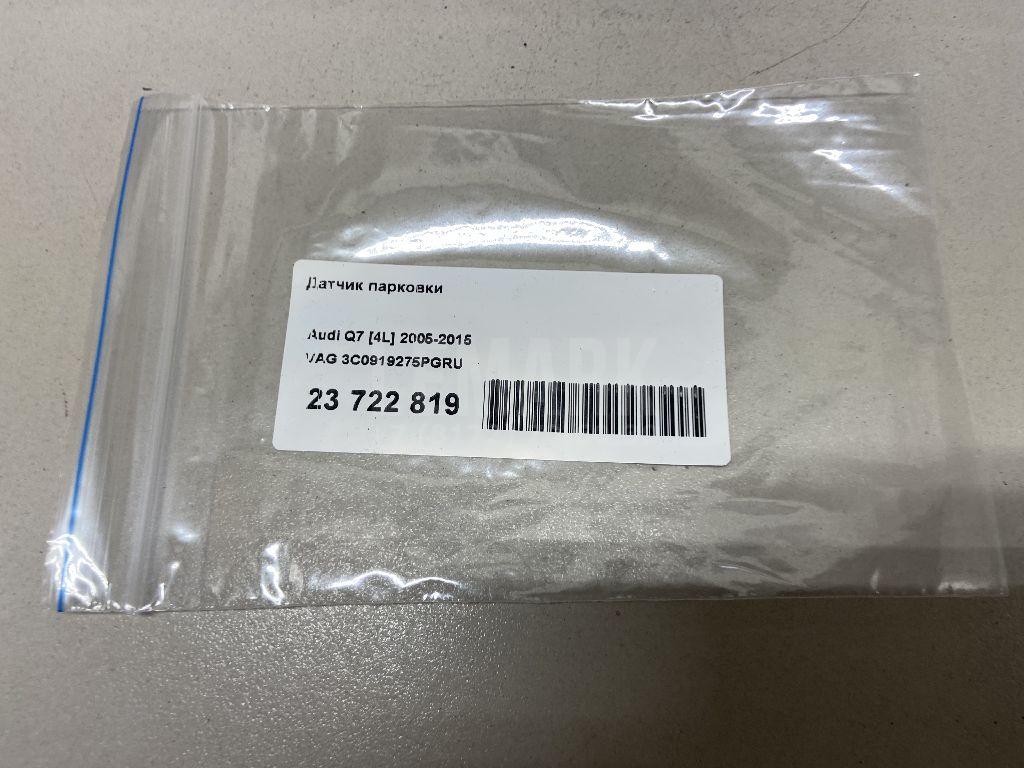 Датчик парковки
Audi Q7 [4L] 2005-2015
VAG 3C0919275PGRU
23 722 819